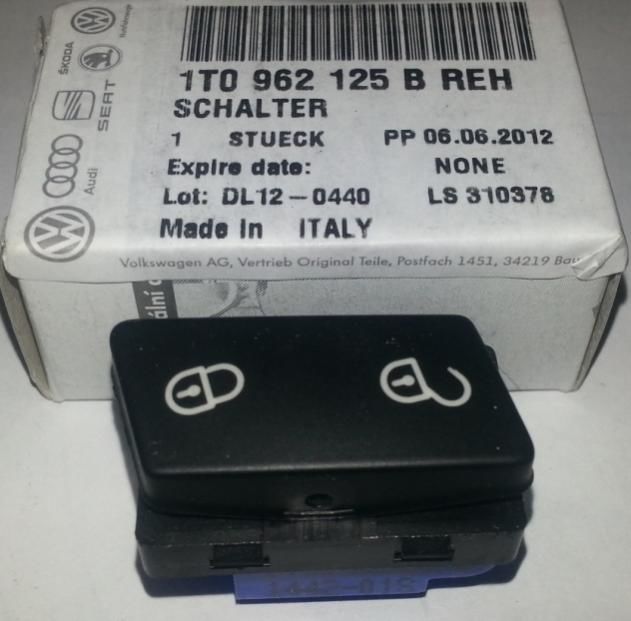 1T0 962 125 B REH
SCHALTER
1 STUECK PP 06.06.2012
Expire date: NONE
Lot: DL12-0440 LS 310378
Made In ITALY
Volkswagen AG, Vertrieb Original Teile, Postfach 1451, 34219
ŠKODA
SEAT
Audi
ální